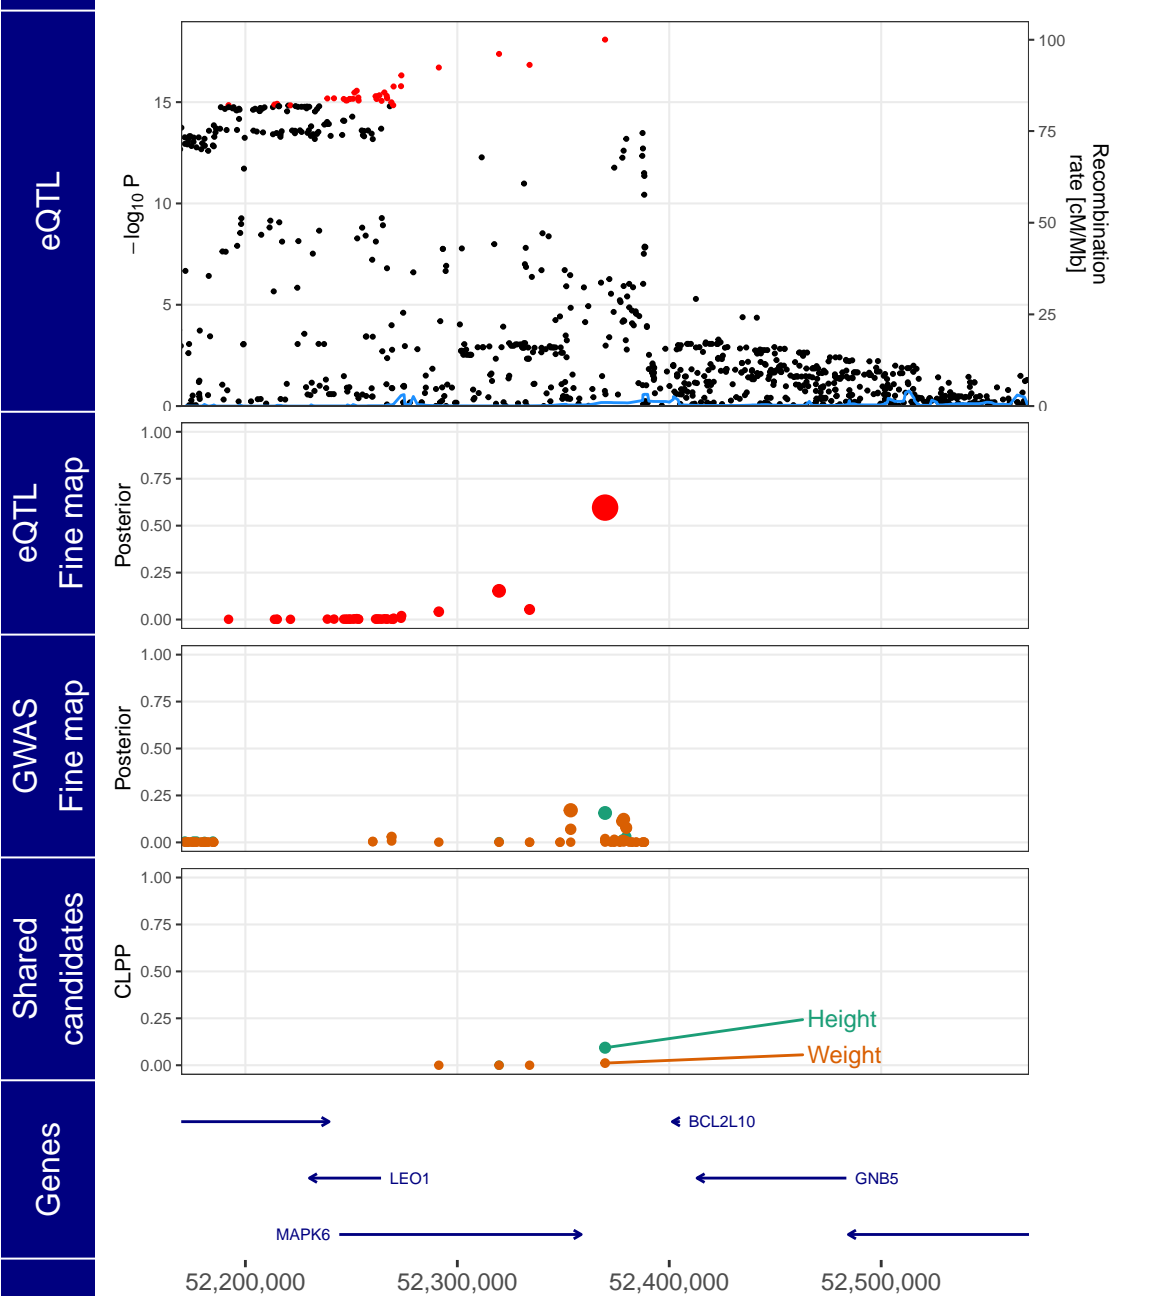 eQTL
−log10 P
15
10
5
0
100
75
50
25
0
Recombination
rate [cM/Mb]
eQTL
Fine map
Posterior
1.00
0.75
0.50
0.25
0.00
GWAS
Fine map
Posterior
1.00
0.75
0.50
0.25
0.00
Shared
candidates
CLPP
1.00
0.75
0.50
0.25
0.00
Height
Weight
Genes
BCL2L10
LEO1
GNB5
MAPK6
52,200,000
52,300,000
52,400,000
52,500,000